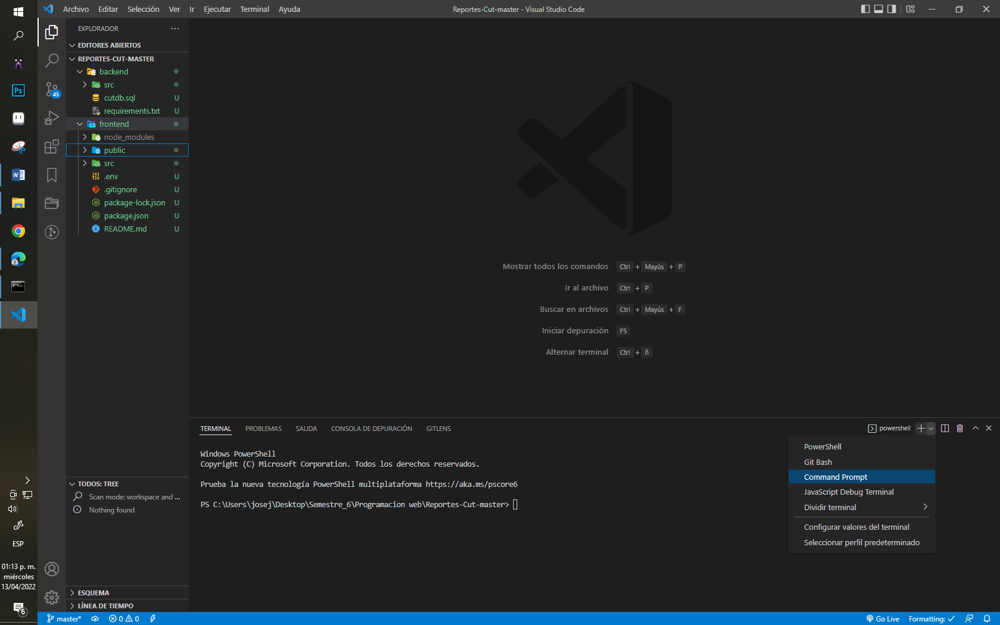 Archivo Editar Selección Ver Ir Ejecutar Terminal Ayuda
Reportes-Cut-master - Visual Studio Code
EXPLORADOR
EDITORES ABIERTOS
REPORTES-CUT-MASTER
backend
src
cutdb.sql U
requirements.txt U
frontend
node_modules
public
src
.env U
.gitignore U
package-lock.json U
package.json U
README.md U
Ps
45
Mostrar todos los comandos Ctrl + Mayús + P
Ir al archivo Ctrl + P
Buscar en archivos Ctrl + Mayús + F
Iniciar depuración F5
Alternar terminal Ctrl + ñ
TERMINAL PROBLEMAS SALIDA CONSOLA DE DEPURACIÓN GITLENS
powershell
Windows PowerShell
Copyright (C) Microsoft Corporation. Todos los derechos reservados.
Prueba la nueva tecnología PowerShell multiplataforma https://aka.ms/pscore6
PS C:\Users\josej\Desktop\Semestre_6\Programacion web\Reportes-Cut-master>
PowerShell
Git Bash
Command Prompt
JavaScript Debug Terminal
Dividir terminal
Configurar valores del terminal
Seleccionar perfil predeterminado
TODOS: TREE
Scan mode: workspace and ...
Nothing found
ESQUEMA
LÍNEA DE TIEMPO
ESP
01:13 p. m.
miércoles
13/04/2022
6
master* 0 0
Go Live Formatting: